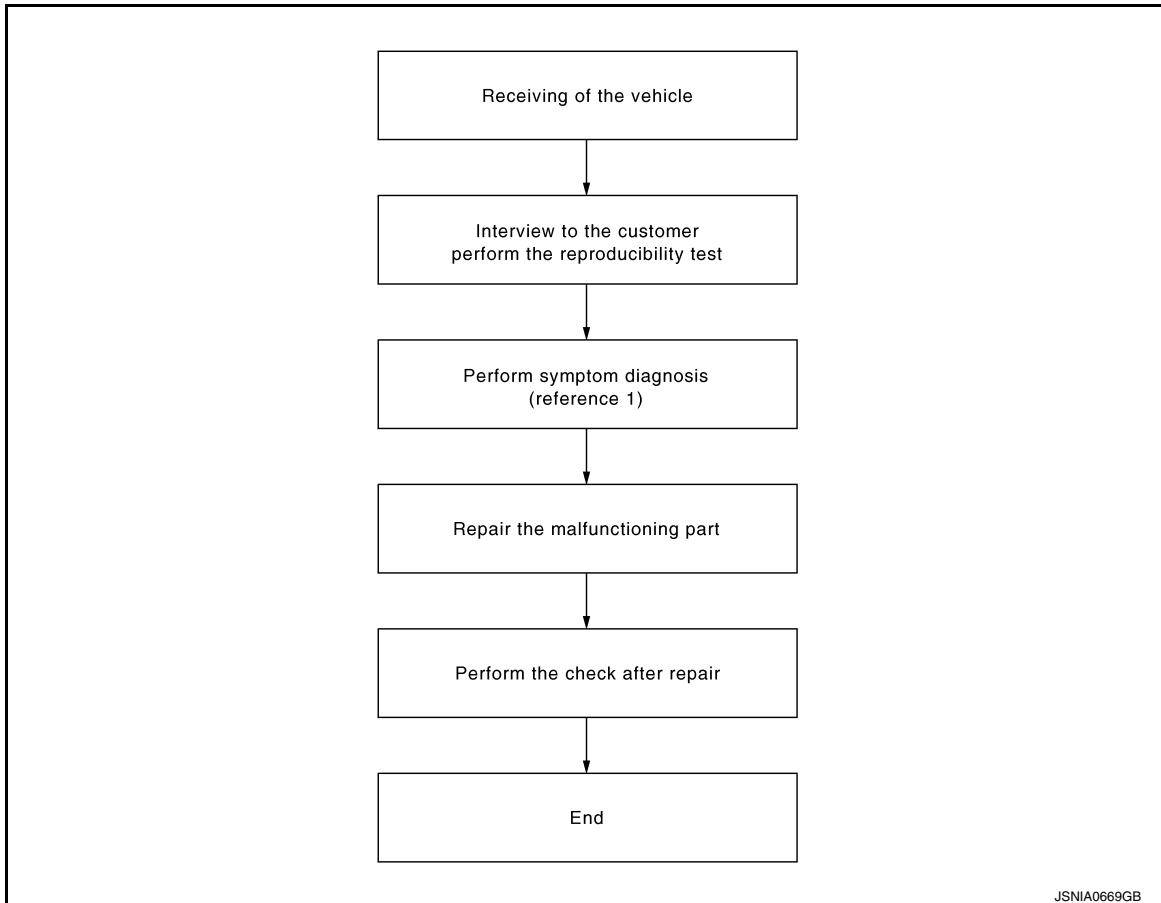 Receiving of the vehicle
Interview to the customer
perform the reproducibility test
Perform symptom diagnosis
(reference 1)
Repair the malfunctioning part
Perform the check after repair
End
JSNIA0669GB